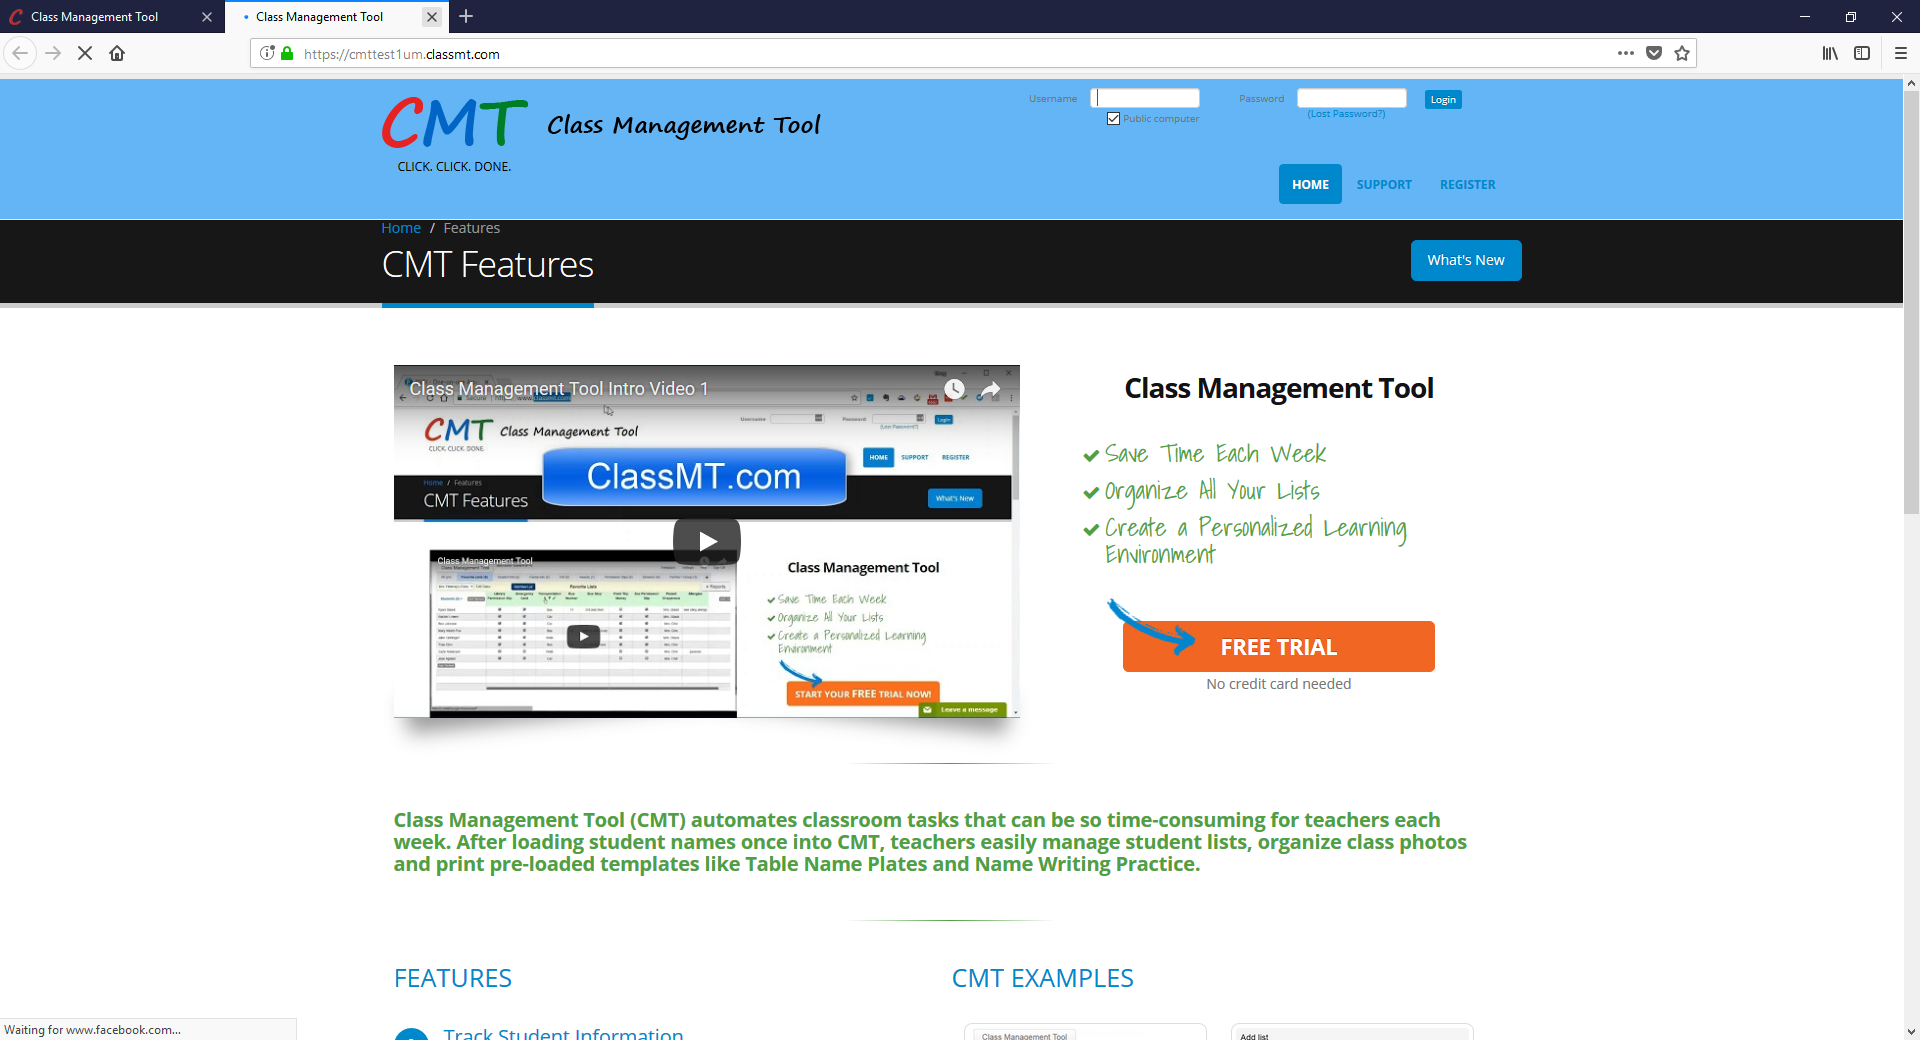 Class Management Tool
Class Management Tool
https://cmttest1um.classmt.com
CMT Class Management Tool
CLICK. CLICK. DONE.
Username
Password
Login
Public computer
(Lost Password?)
HOME SUPPORT REGISTER
Home / Features
CMT Features
What's New
Class Management Tool Intro Video 1
CMT Class Management Tool
CLICK. CLICK. DONE.
Username
Password
Login
(Lost Password?)
HOME SUPPORT REGISTER
ClassMT.com
Home / Features
CMT Features
What's New
Class Management Tool
Class Management Tool
Save Time Each Week
Organize All Your Lists
Create a Personalized Learning
Environment
START YOUR FREE TRIAL NOW!
Leave a message
Class Management Tool
Save Time Each Week
Organize All Your Lists
Create a Personalized Learning
Environment
FREE TRIAL
No credit card needed
Class Management Tool (CMT) automates classroom tasks that can be so time-consuming for teachers each
week. After loading student names once into CMT, teachers easily manage student lists, organize class photos
and print pre-loaded templates like Table Name Plates and Name Writing Practice.
FEATURES
CMT EXAMPLES
Track Student Information
Class Management Tool
Add list
Waiting for www.facebook.com...